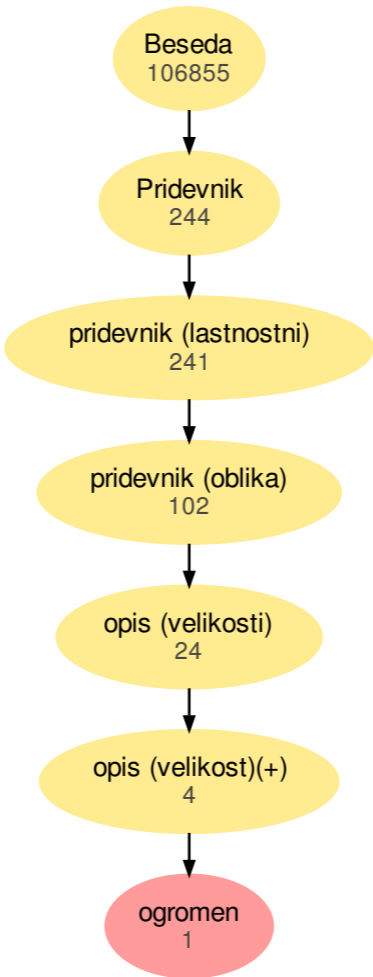 Beseda
106855
Pridevnik
244
pridevnik (lastnostni)
241
pridevnik (oblika)
102
opis (velikosti)
24
opis (velikost)(+)
4
ogromen
1